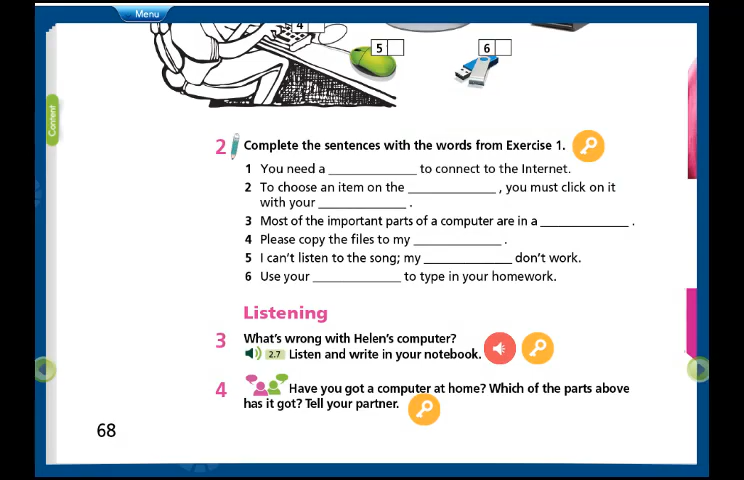 Menu
Content
4
5
6
2 Complete the sentences with the words from Exercise 1.
1 You need a ______________ to connect to the Internet.
2 To choose an item on the ______________ , you must click on it
with your ______________ .
3 Most of the important parts of a computer are in a ______________ .
4 Please copy the files to my ______________ .
5 I can't listen to the song; my ______________ don't work.
6 Use your ______________ to type in your homework.
Listening
3 What's wrong with Helen's computer?
2.7 Listen and write in your notebook.
4 Have you got a computer at home? Which of the parts above
has it got? Tell your partner.
68